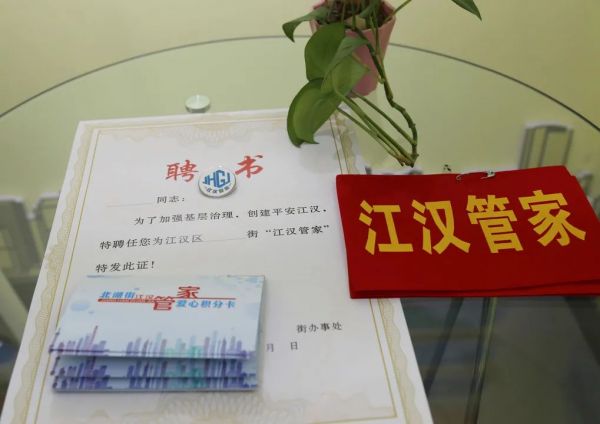 聘书
同志:
为了加强基层治理，创建平安江汉，
特聘任您为江汉区 街“江汉管家”
特发此证！
街办事处
月 日
HGJ
江汉管家
北湖街江汉管家
爱心积分卡